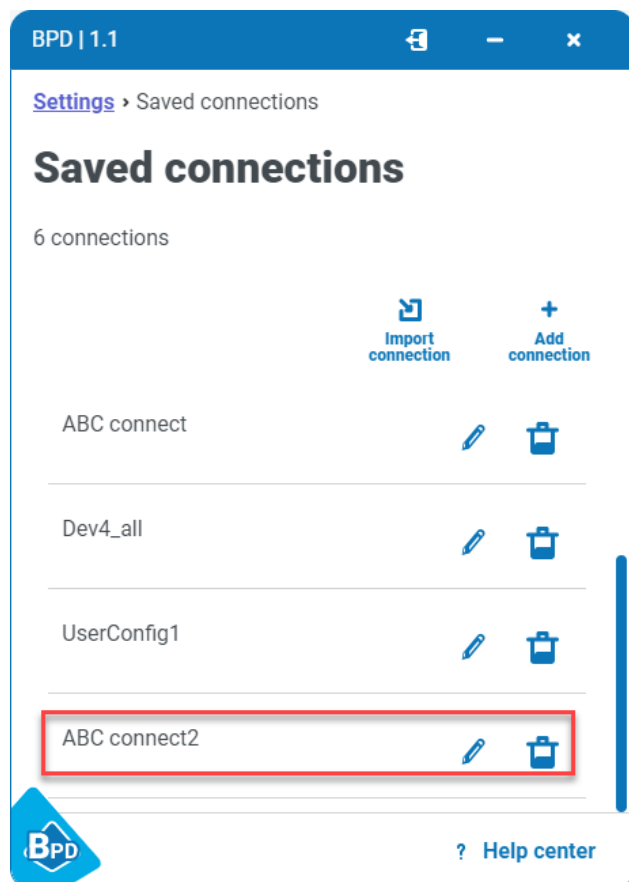 BPD | 1.1
Settings › Saved connections
Saved connections
6 connections
Import
connection
Add
connection
ABC connect
Dev4_all
UserConfig1
ABC connect2
BPD
? Help center